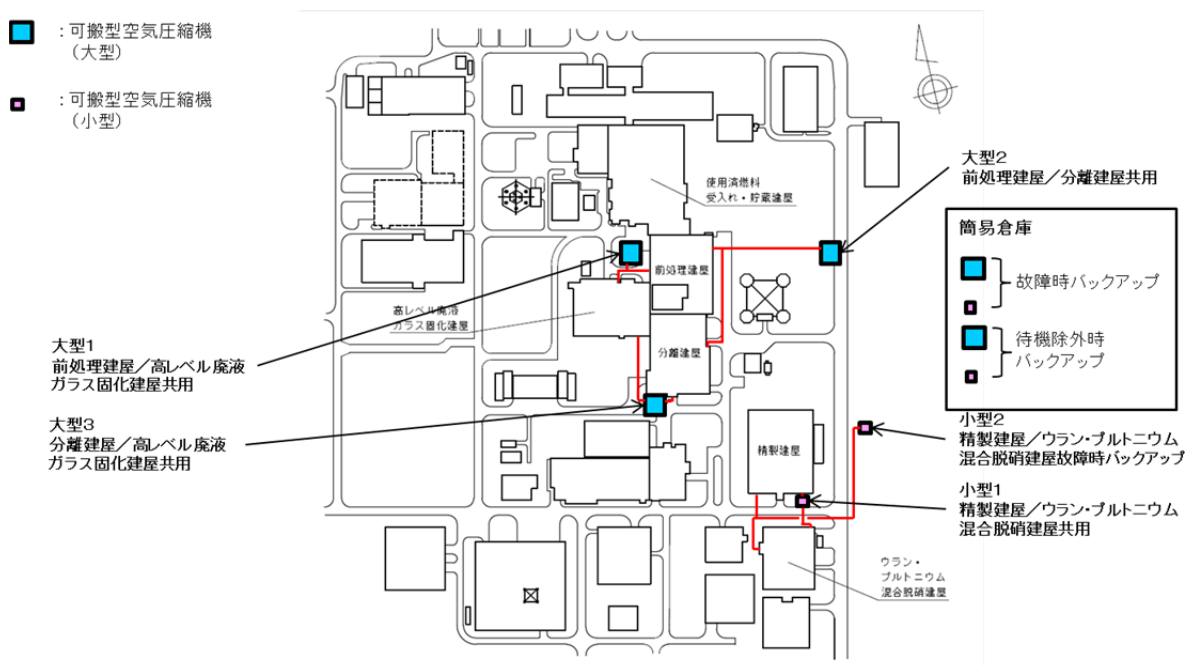 ：可搬型空気圧縮機
（大型）
：可搬型空気圧縮機
（小型）
使用済燃料
受入れ・貯蔵建屋
大型2
前処理建屋／分離建屋共用
簡易倉庫
故障時バックアップ
待機除外時
バックアップ
前処理建屋
高レベル廃液
ガラス固化建屋
分離建屋
大型1
前処理建屋／高レベル廃液
ガラス固化建屋共用
大型3
分離建屋／高レベル廃液
ガラス固化建屋共用
精製建屋
小型2
精製建屋／ウラン・プルトニウム
混合脱硝建屋故障時バックアップ
小型1
精製建屋／ウラン・プルトニウム
混合脱硝建屋共用
ウラン・
プルトニウム
混合脱硝建屋